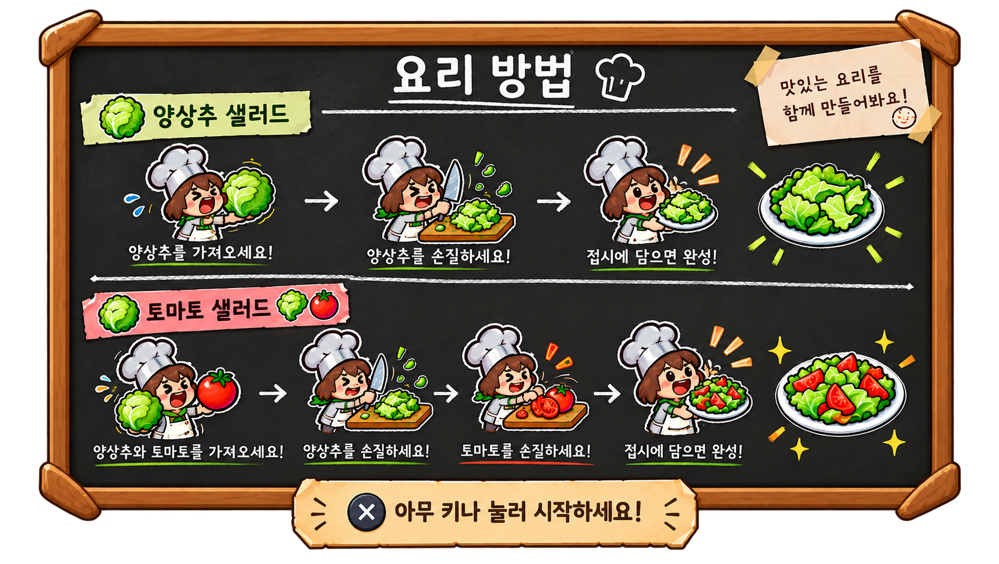 요리 방법
맛있는 요리를
함께 만들어봐요!
양상추 샐러드
양상추를 가져오세요!
양상추를 손질하세요!
접시에 담으면 완성!
토마토 샐러드
양상추와 토마토를 가져오세요!
양상추를 손질하세요!
토마토를 손질하세요!
접시에 담으면 완성!
아무 키나 눌러 시작하세요!